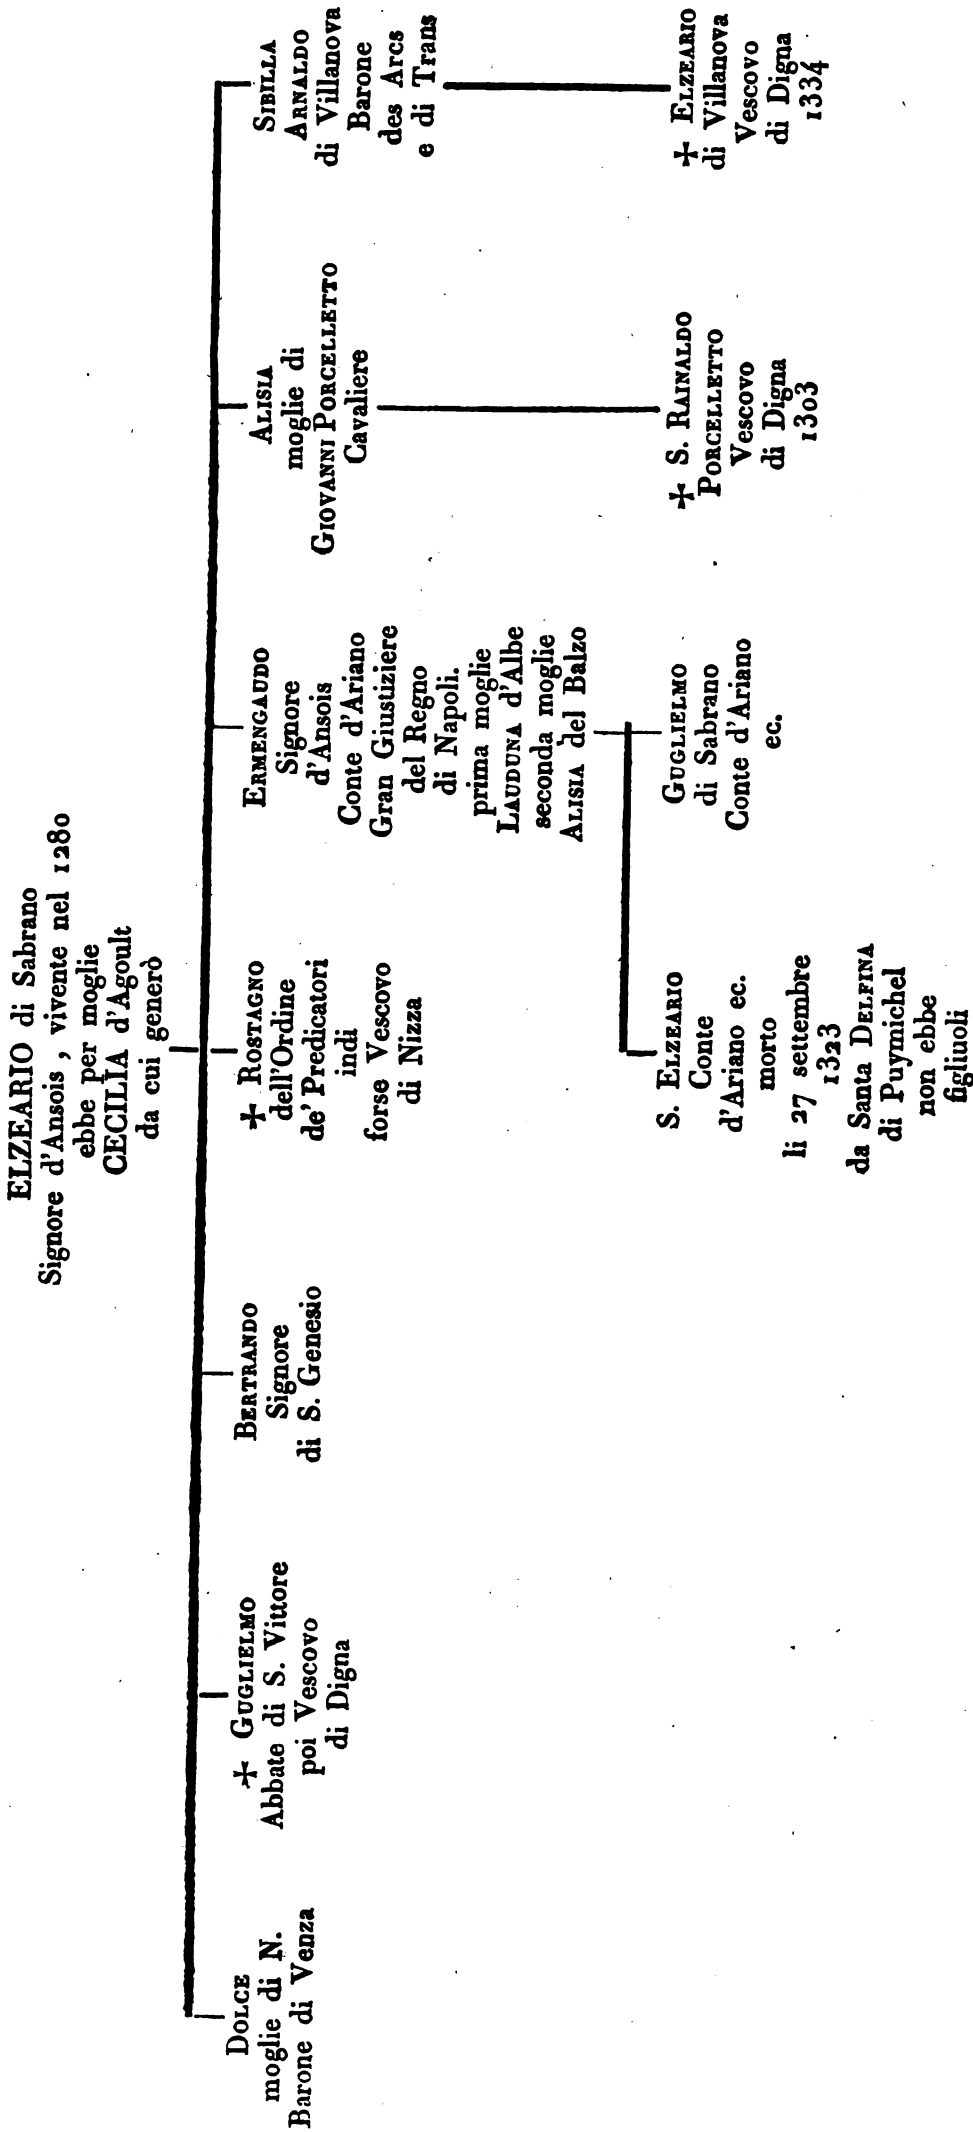 ELZEARIO di Sabrano
Signore d'Ansois , vivente nel 1280
ebbe per moglie
CECILIA d'Agoult
da cui generò
DOLCE
moglie di N.
Barone di Venza
✝ GUGLIELMO
Abbate di S. Vittore
poi Vescovo
di Digna
BERTRANDO
Signore
di S. Genesio
✝ ROSTAGNO
dell'Ordine
de' Predicatori
indi
forse Vescovo
di Nizza
ERMENGAUDO
Signore
d'Ansois
Conte d'Ariano
Gran Giustiziere
del Regno
di Napoli.
prima moglie
LAUDUNA d'Albe
seconda moglie
ALISIA del Balzo
ALISIA
moglie di
GIOVANNI PORCELLETTO
Cavaliere
SIBILLA
ARNALDO
di Villanova
Barone
des Arcs
e di Trans
S. ELZEARIO
Conte
d'Ariano ec.
morto
li 27 settembre
1323
da Santa DELFINA
di Puymichel
non ebbe
figliuoli
GUGLIELMO
di Sabrano
Conte d'Ariano
ec.
✝ S. RAINALDO
PORCELLETTO
Vescovo
di Digna
1303
✝ ELZEARIO
di Villanova
Vescovo
di Digna
1334